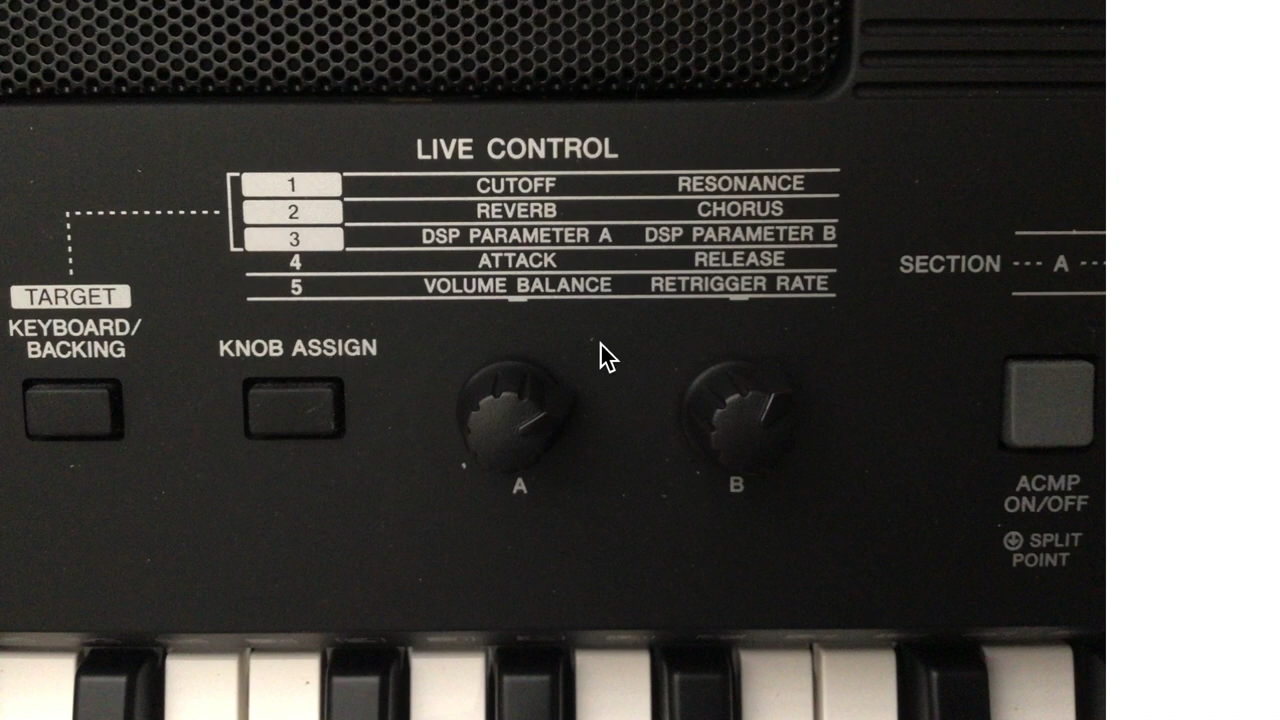 LIVE CONTROL
1 CUTOFF RESONANCE
2 REVERB CHORUS
3 DSP PARAMETER A DSP PARAMETER B
4 ATTACK RELEASE
5 VOLUME BALANCE RETRIGGER RATE
SECTION --- A ---
TARGET
KEYBOARD/
BACKING
KNOB ASSIGN
A
B
ACMP
ON/OFF
SPLIT
POINT